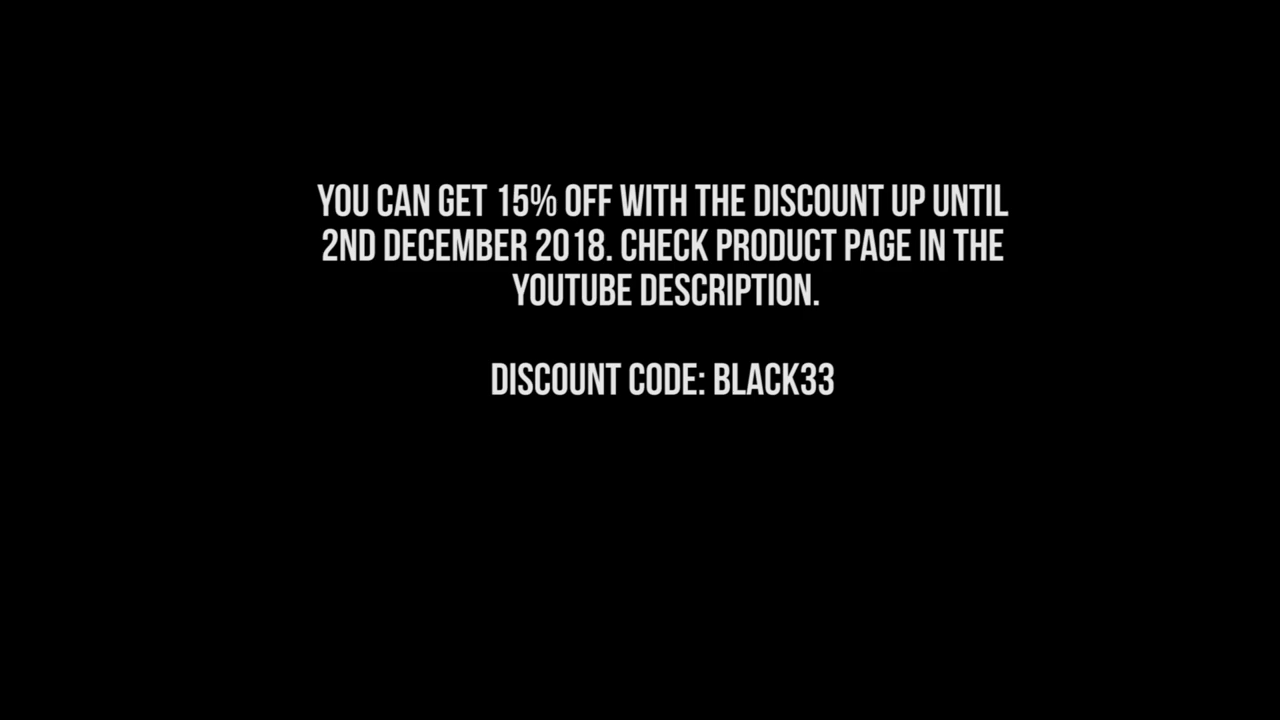 YOU CAN GET 15% OFF WITH THE DISCOUNT UP UNTIL
2ND DECEMBER 2018. CHECK PRODUCT PAGE IN THE
YOUTUBE DESCRIPTION.
DISCOUNT CODE: BLACK33